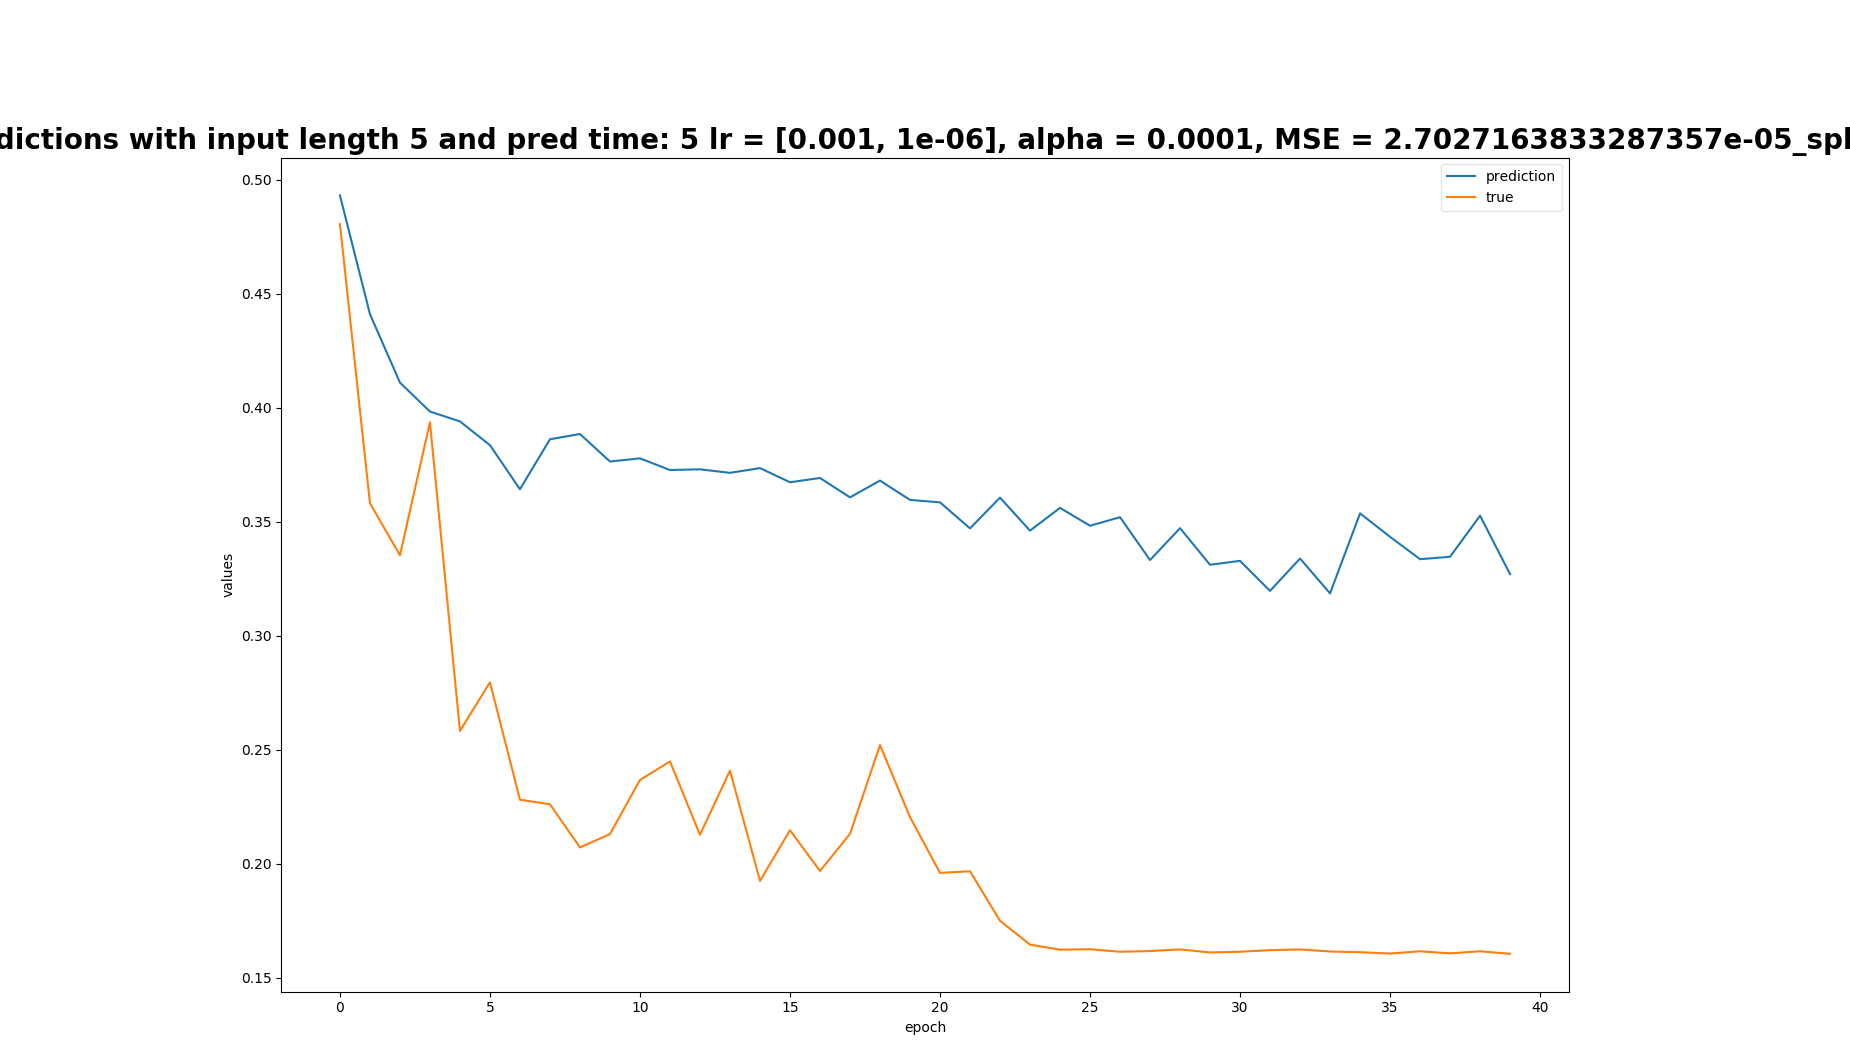 dictions with input length 5 and pred time: 5 lr = [0.001, 1e-06], alpha = 0.0001, MSE = 2.7027163833287357e-05_spl
prediction
true
0.50
0.45
0.40
0.35
0.30
0.25
0.20
0.15
values
0 5 10 15 20 25 30 35 40
epoch